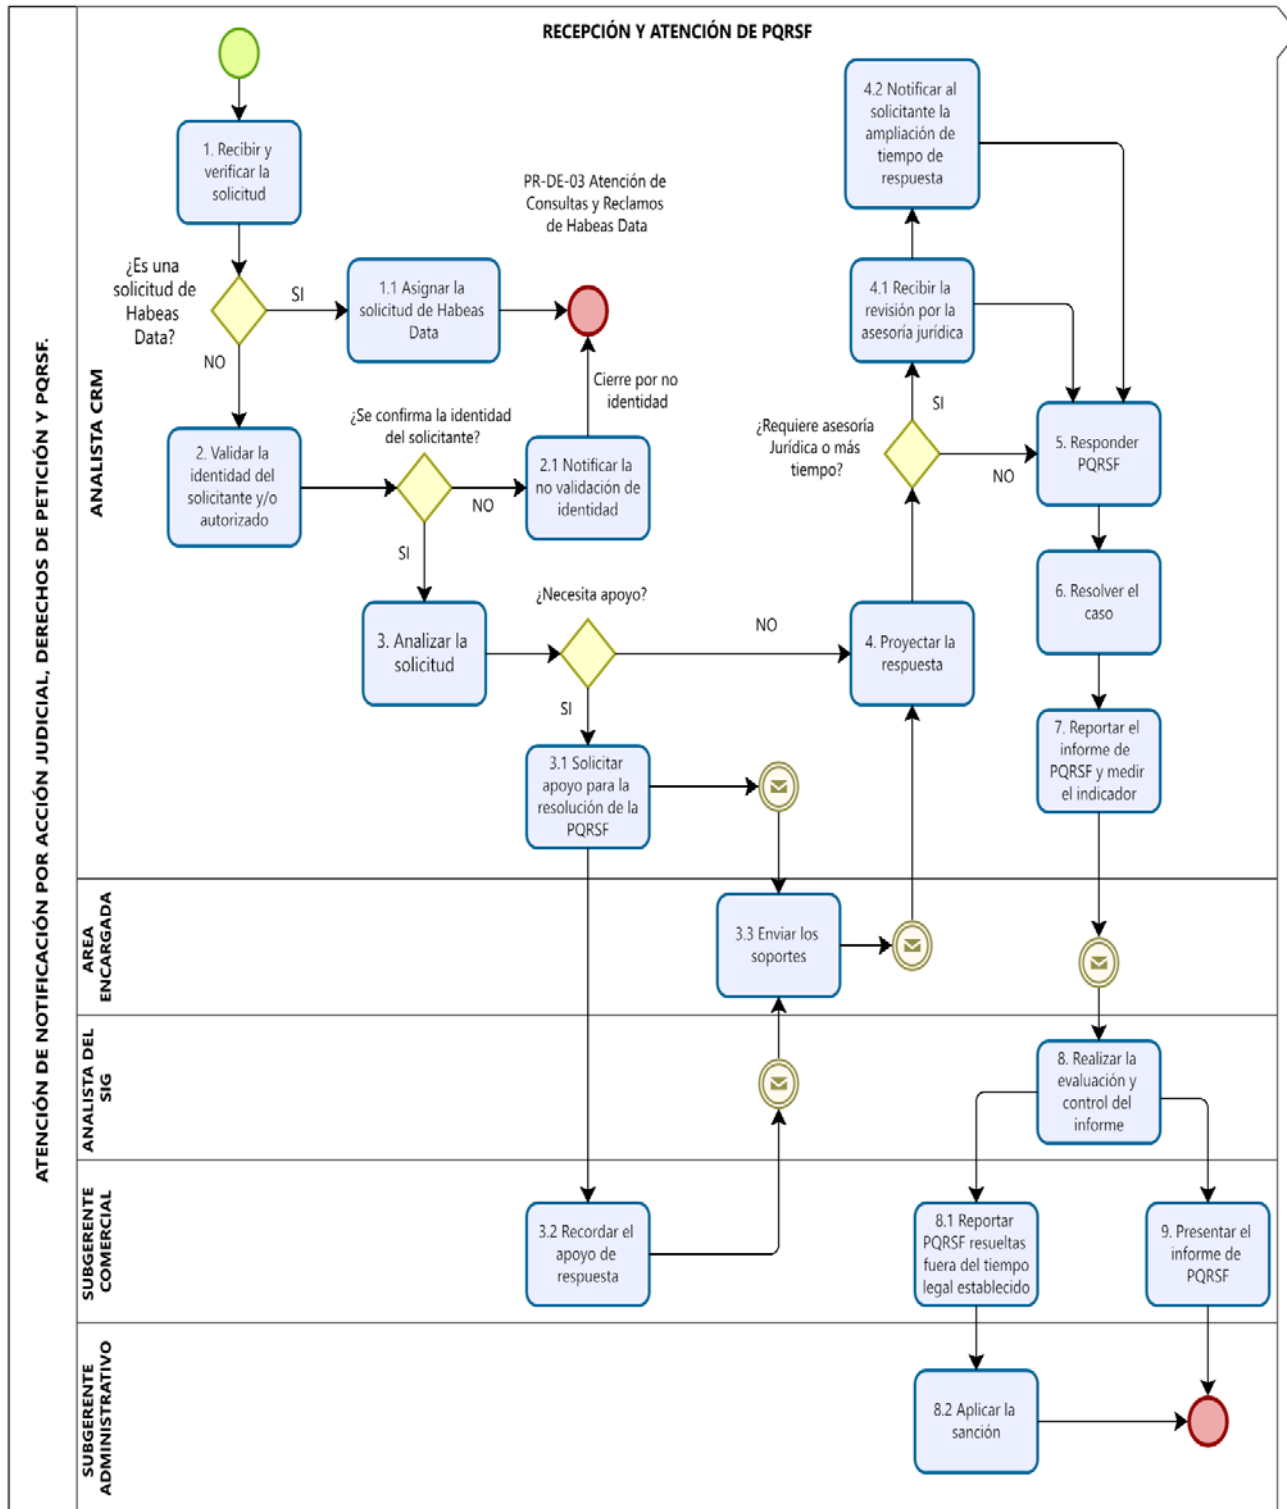 RECEPCIÓN Y ATENCIÓN DE PQRSF
ATENCIÓN DE NOTIFICACIÓN POR ACCIÓN JUDICIAL, DERECHOS DE PETICIÓN Y PQRSF.
ANALISTA CRM
1. Recibir y
verificar la
solicitud
¿Es una
solicitud de
Habeas
Data?
SI
NO
1.1 Asignar la
solicitud de Habeas
Data
PR-DE-03 Atención de
Consultas y Reclamos
de Habeas Data
Cierre por no
identidad
2. Validar la
identidad del
solicitante y/o
autorizado
¿Se confirma la identidad
del solicitante?
NO
SI
2.1 Notificar la
no validación de
identidad
3. Analizar la
solicitud
¿Necesita apoyo?
NO
SI
3.1 Solicitar
apoyo para la
resolución de la
PQRSF
4. Proyectar la
respuesta
¿Requiere asesoría
Jurídica o más
tiempo?
SI
NO
4.1 Recibir la
revisión por la
asesoría jurídica
4.2 Notificar al
solicitante la
ampliación de
tiempo de
respuesta
5. Responder
PQRSF
6. Resolver el
caso
7. Reportar el
informe de
PQRSF y medir
el indicador
AREA
ENCARGADA
3.3 Enviar los
soportes
ANALISTA DEL
SIG
8. Realizar la
evaluación y
control del
informe
SUBGERENTE
COMERCIAL
3.2 Recordar el
apoyo de
respuesta
8.1 Reportar
PQRSF resueltas
fuera del tiempo
legal establecido
9. Presentar el
informe de
PQRSF
SUBGERENTE
ADMINISTRATIVO
8.2 Aplicar la
sanción